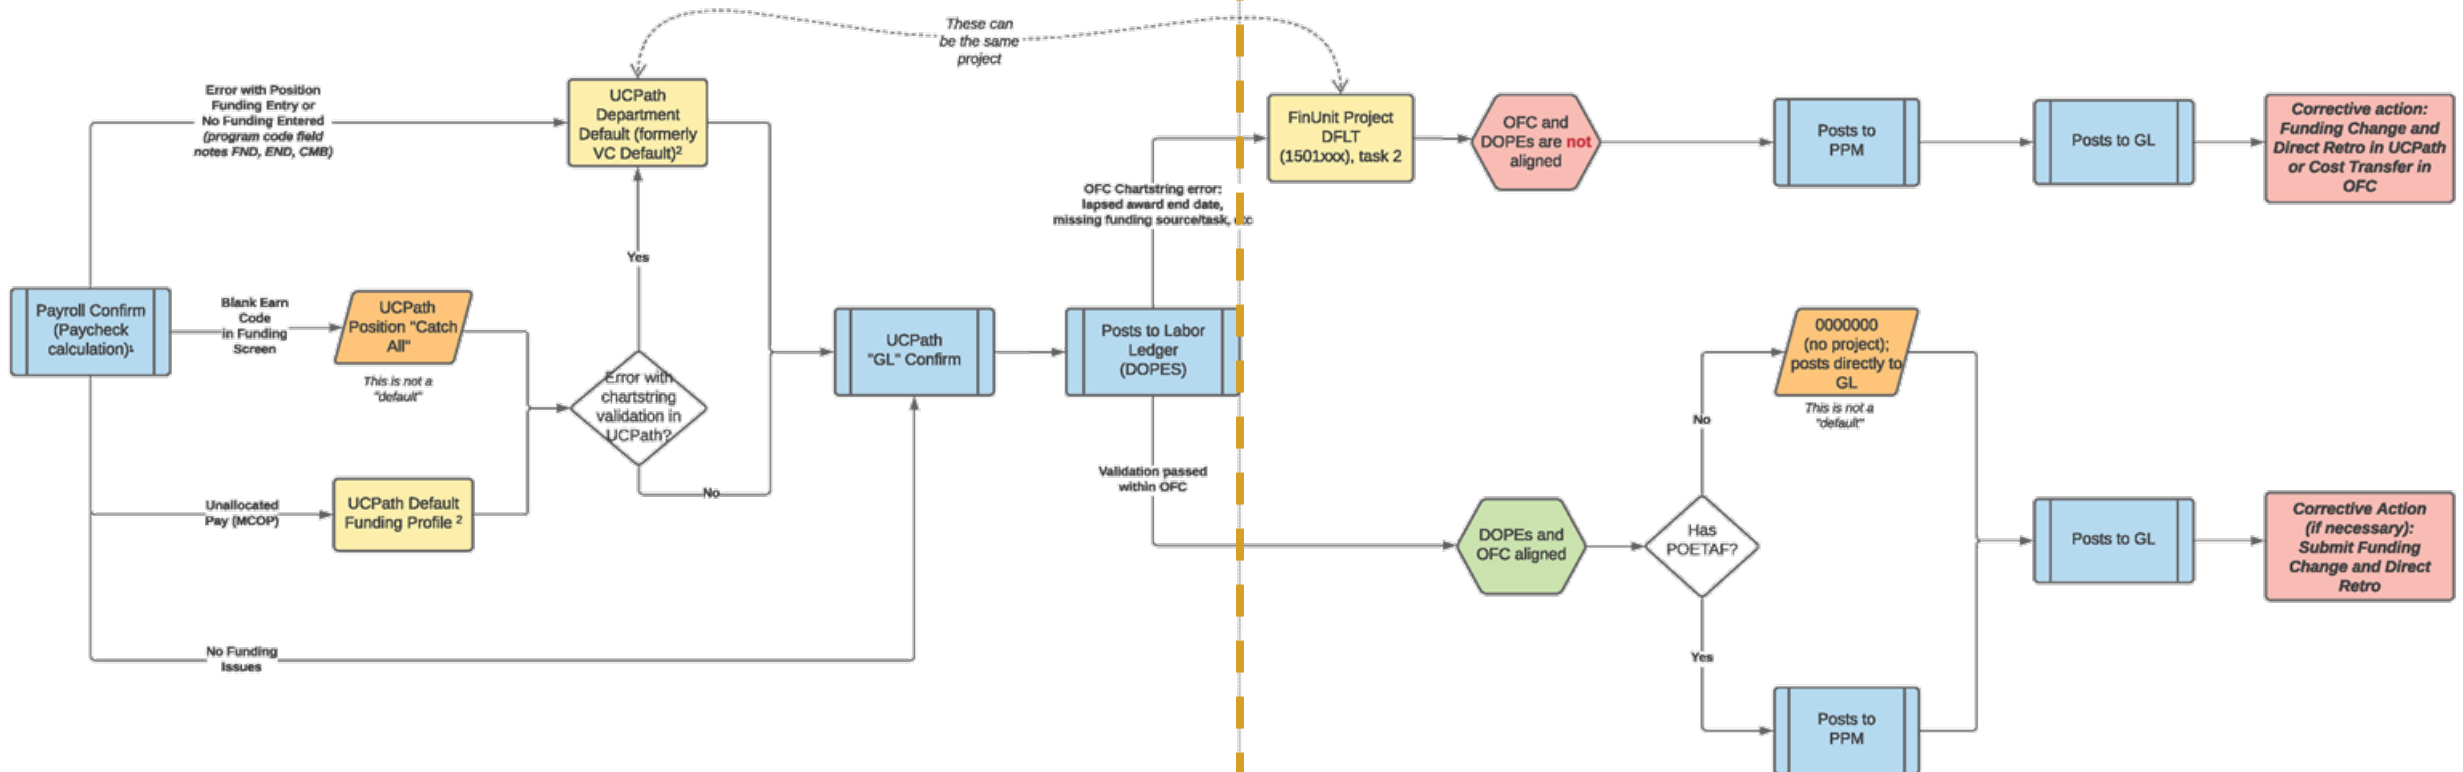 These can
be the same
project
Error with Position
Funding Entry or
No Funding Entered
(program code field
notes FND, END, CMB)
UCPath
Department
Default (formerly
VC Default)²
FinUnit Project
DFLT
(1501xxx), task 2
OFC and
DOPEs are not
aligned
Posts to
PPM
Posts to GL
Corrective action:
Funding Change and
Direct Retro in UCPath
or Cost Transfer in
OFC
OFC Chartstring error:
lapsed award end date,
missing funding source/task, etc
Yes
Payroll Confirm
(Paycheck
calculation)¹
Blank Earn
Code
in Funding
Screen
UCPath
Position "Catch
All"
This is not a
"default"
Error with
chartstring
validation in
UCPath?
UCPath
"GL" Confirm
Posts to Labor
Ledger
(DOPES)
0000000
(no project);
posts directly to
GL
This is not a
"default"
No
Unallocated
Pay (MCOP)
UCPath Default
Funding Profile ²
No
Validation passed
within OFC
DOPEs and
OFC aligned
Has
POETAF?
Posts to GL
Corrective Action
(if necessary):
Submit Funding
Change and Direct
Retro
No Funding
Issues
Yes
Posts to
PPM